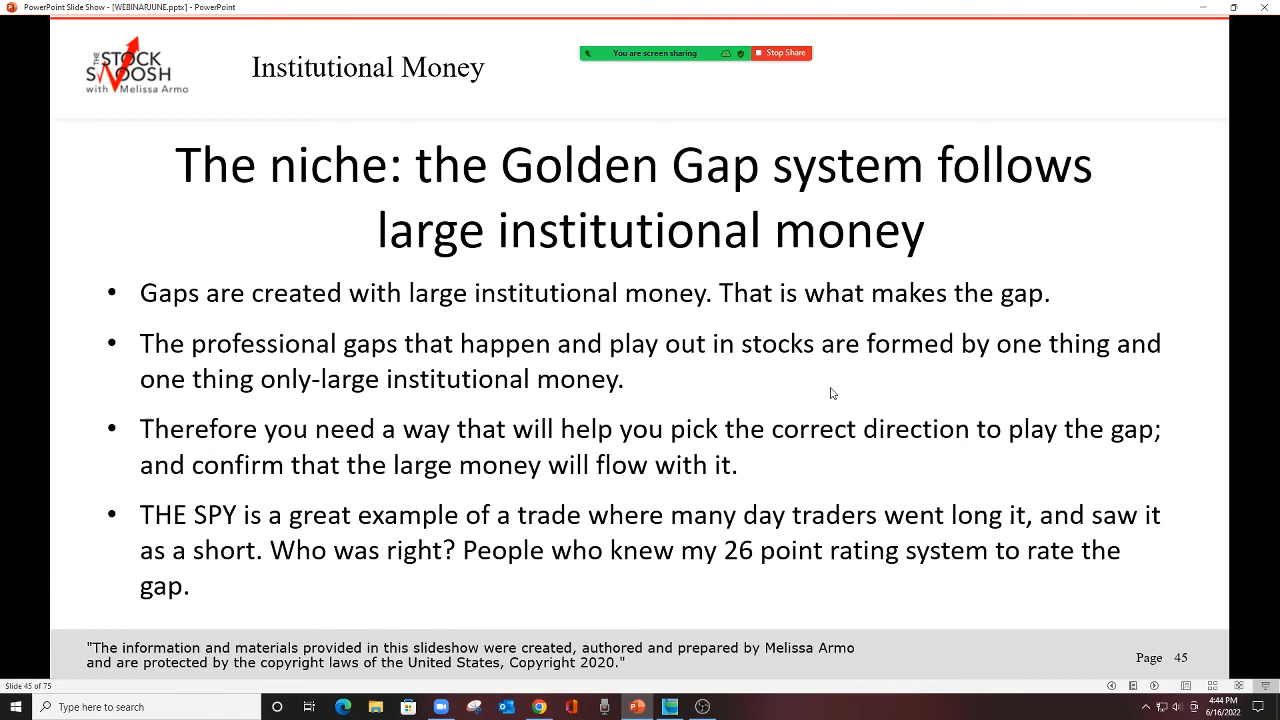 PowerPoint Slide Show - [WEBINARJUNE.pptx] - PowerPoint
THE STOCK
SWOOSH
with Melissa Armo
Institutional Money
You are screen sharing
Stop Share
The niche: the Golden Gap system follows
large institutional money
• Gaps are created with large institutional money. That is what makes the gap.
• The professional gaps that happen and play out in stocks are formed by one thing and
one thing only-large institutional money.
• Therefore you need a way that will help you pick the correct direction to play the gap;
and confirm that the large money will flow with it.
• THE SPY is a great example of a trade where many day traders went long it, and saw it
as a short. Who was right? People who knew my 26 point rating system to rate the
gap.
"The information and materials provided in this slideshow were created, authored and prepared by Melissa Armo
and are protected by the copyright laws of the United States, Copyright 2020."
Page 45
Slide 45 of 75
Type here to search
4:44 PM
6/16/2022